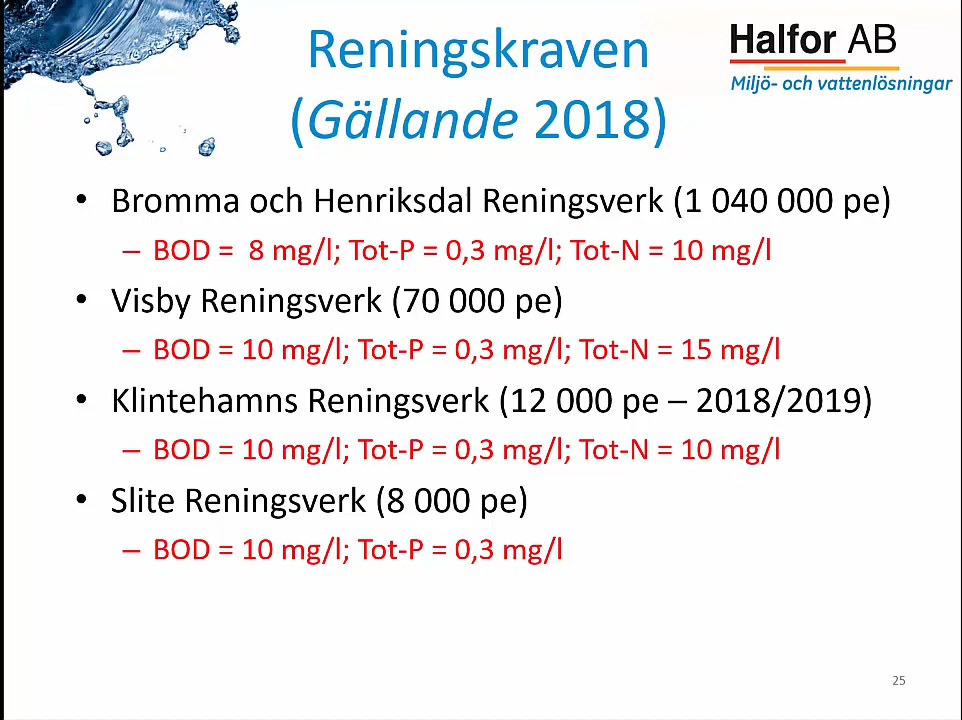 Reningskraven
(Gällande 2018)
Halfor AB
Miljö- och vattenlösningar
• Bromma och Henriksdal Reningsverk (1 040 000 pe)
– BOD = 8 mg/l; Tot-P = 0,3 mg/l; Tot-N = 10 mg/l
• Visby Reningsverk (70 000 pe)
– BOD = 10 mg/l; Tot-P = 0,3 mg/l; Tot-N = 15 mg/l
• Klintehamns Reningsverk (12 000 pe – 2018/2019)
– BOD = 10 mg/l; Tot-P = 0,3 mg/l; Tot-N = 10 mg/l
• Slite Reningsverk (8 000 pe)
– BOD = 10 mg/l; Tot-P = 0,3 mg/l
25